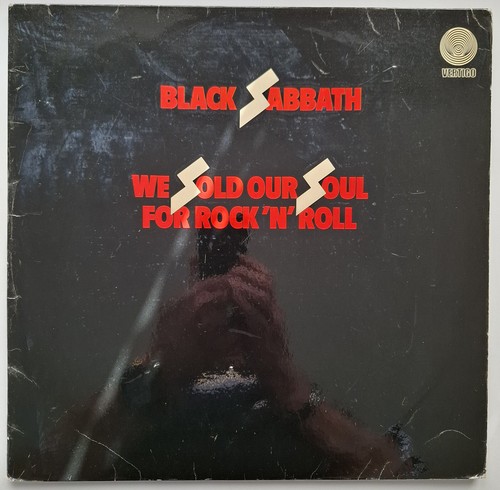 VERTIGO
BLACK SABBATH
WE SOLD OUR SOUL
FOR ROCK 'N' ROLL